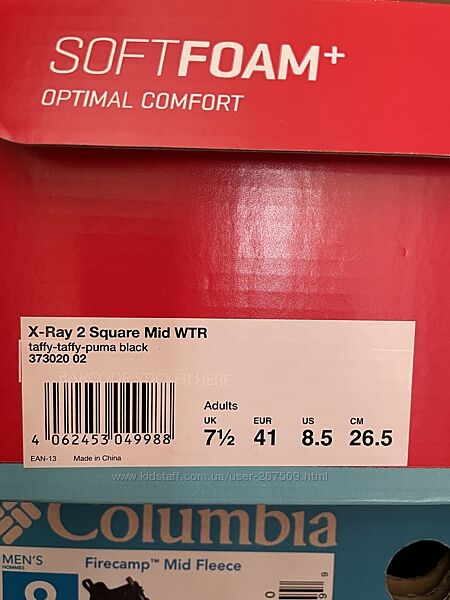 SOFTFOAM+
OPTIMAL COMFORT
X-Ray 2 Square Mid WTR
taffy-taffy-puma black
373020 02
BARCODE STICKER HERE
Adults
UK EUR US CM
7½ 41 8.5 26.5
4 062453 049988
EAN-13 Made in China
www.kidstaff.com.ua/user-267509.html
Columbia
MEN'S
HOMMES
Firecamp™ Mid Fleece